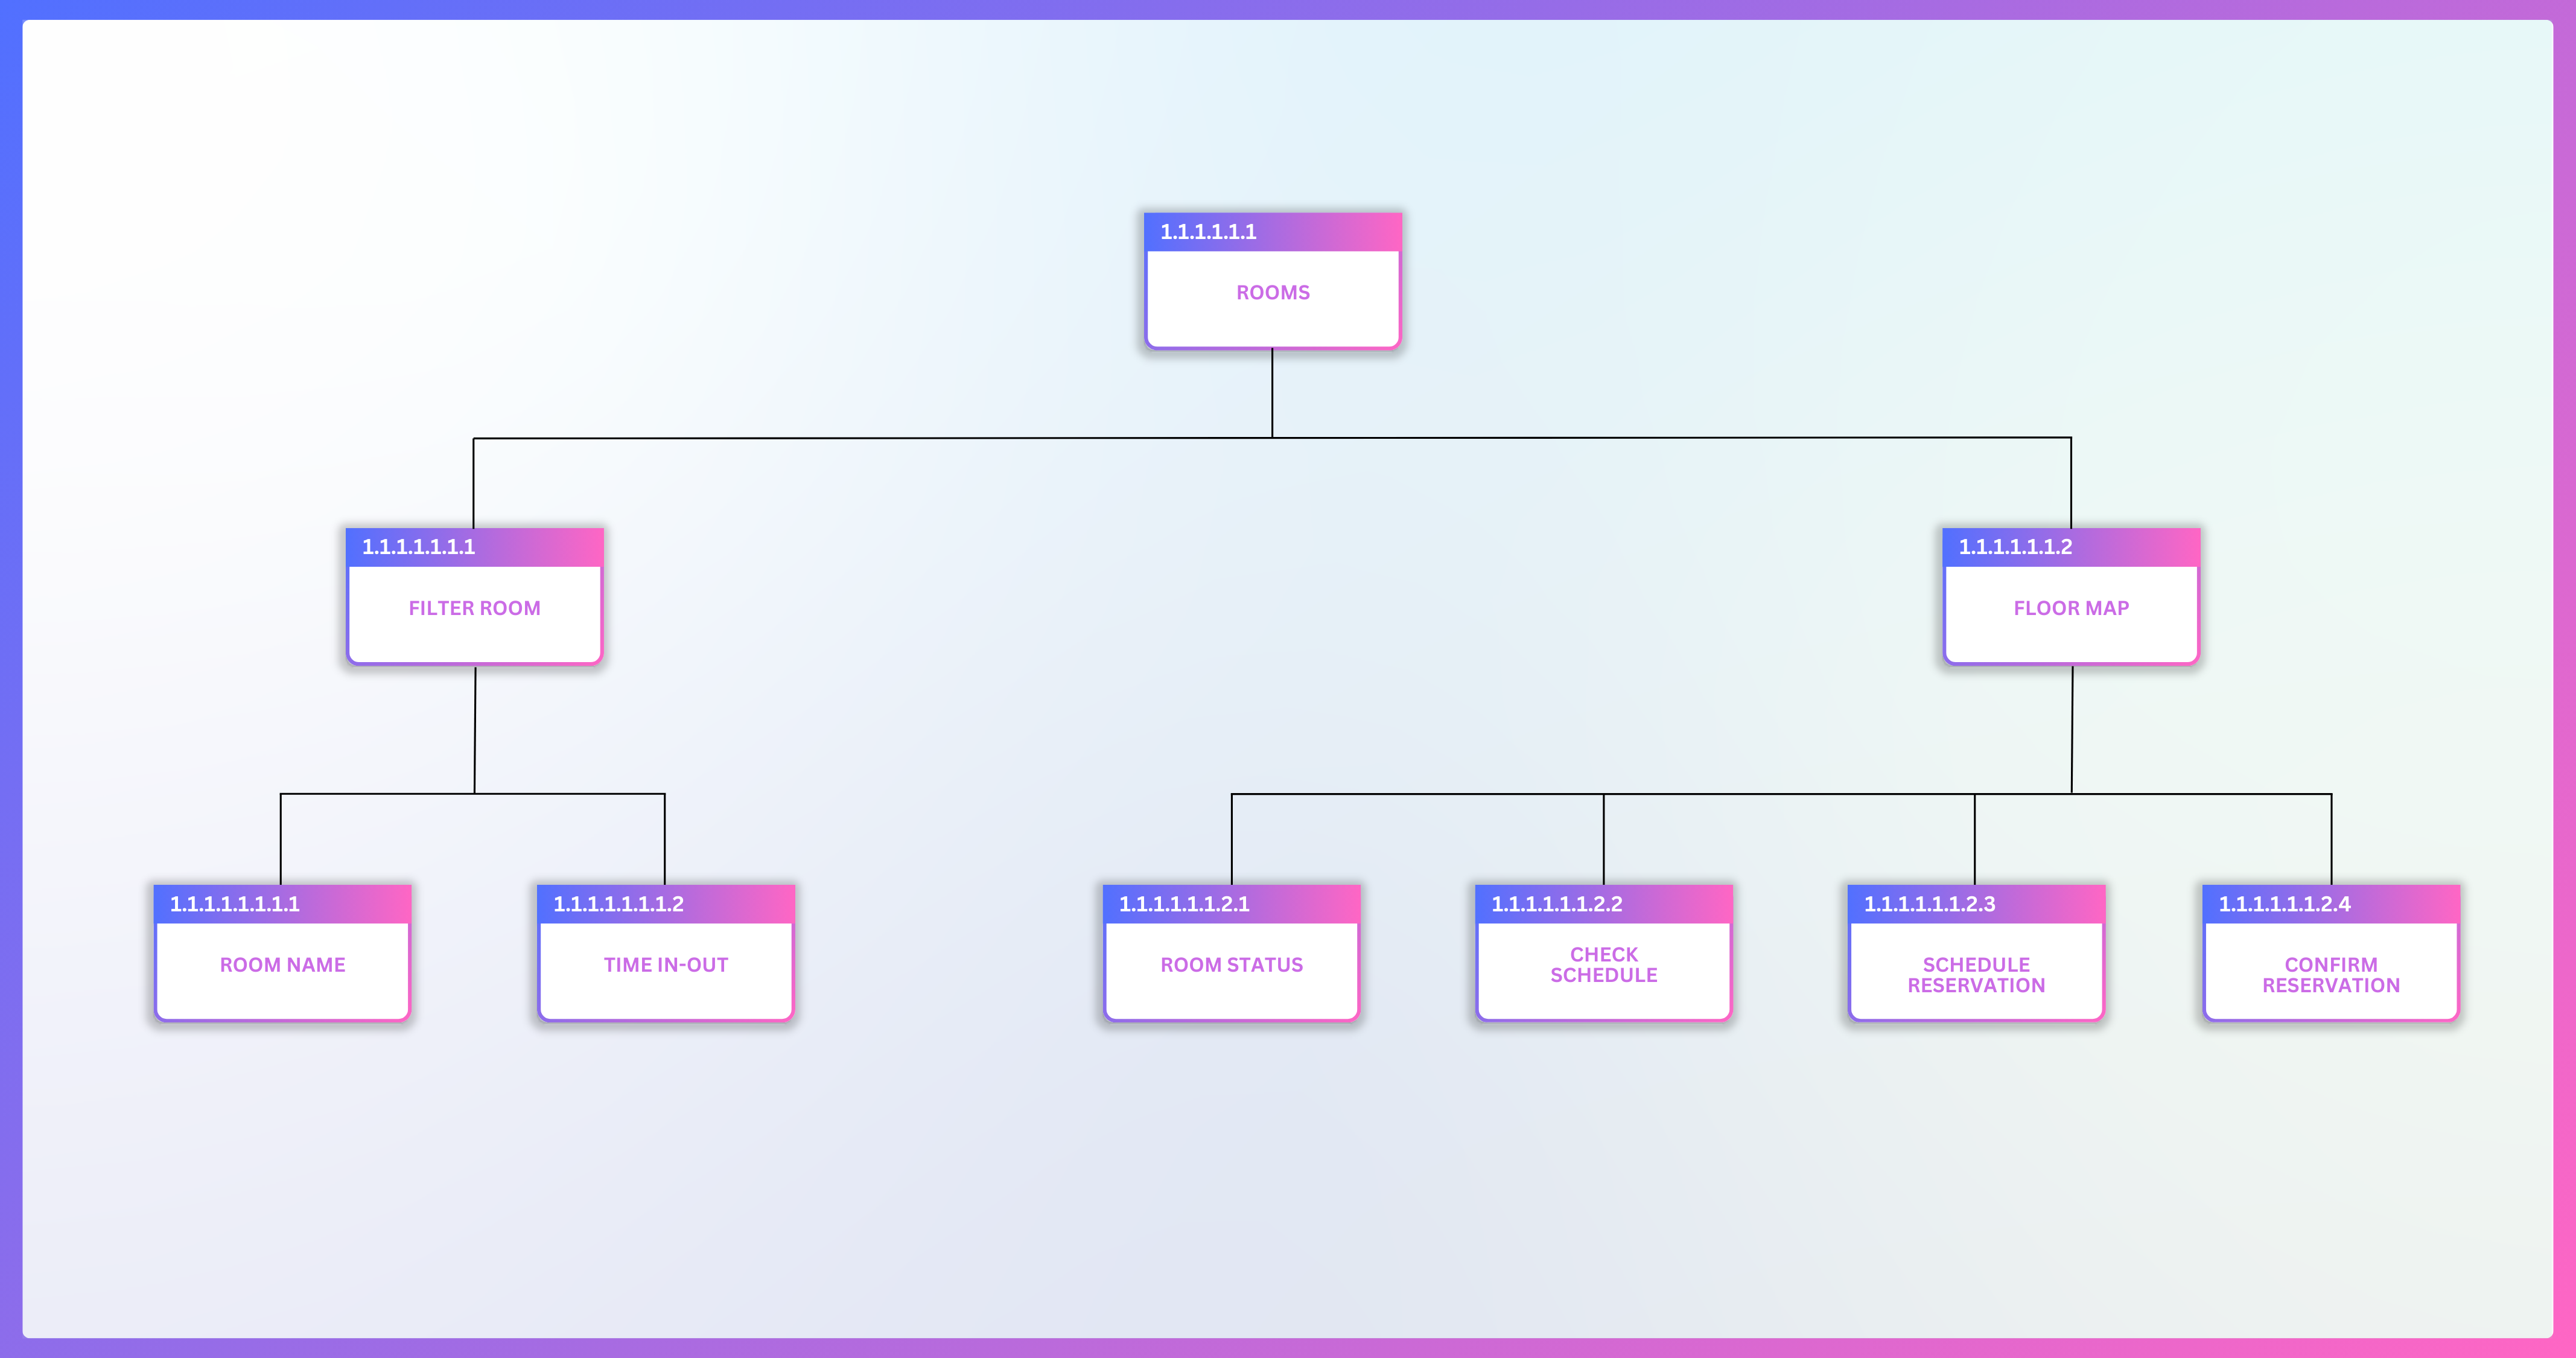 1.1.1.1.1.1
ROOMS
1.1.1.1.1.1.1
FILTER ROOM
1.1.1.1.1.1.2
FLOOR MAP
1.1.1.1.1.1.1.1
ROOM NAME
1.1.1.1.1.1.1.2
TIME IN-OUT
1.1.1.1.1.1.2.1
ROOM STATUS
1.1.1.1.1.1.2.2
CHECK
SCHEDULE
1.1.1.1.1.1.2.3
SCHEDULE
RESERVATION
1.1.1.1.1.1.2.4
CONFIRM
RESERVATION